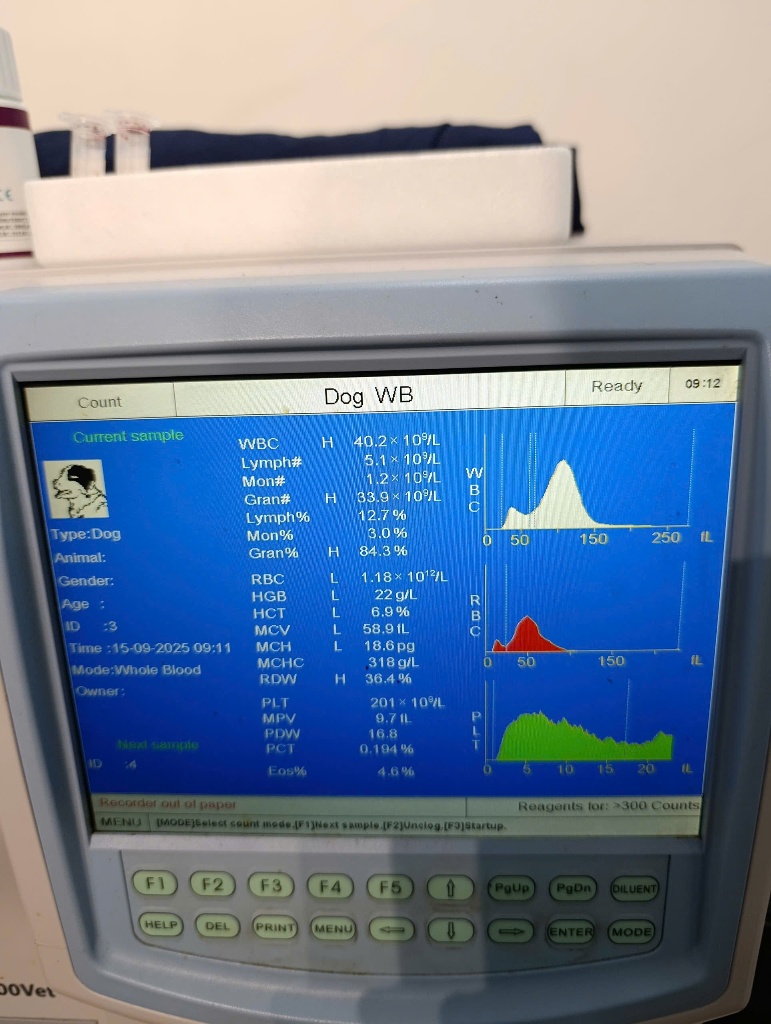 CE
Count Dog WB Ready 09:12
Current sample
Type:Dog
Animal:
Gender:
Age :
ID :3
Time :15-09-2025 09:11
Mode:Whole Blood
Owner:
Next sample
ID :4
WBC H 40.2×10⁹/L
Lymph# 5.1×10⁹/L
Mon# 1.2×10⁹/L
Gran# H 33.9×10⁹/L
Lymph% 12.7 %
Mon% 3.0 %
Gran% H 84.3 %
RBC L 1.18×10¹²/L
HGB L 22 g/L
HCT L 6.9 %
MCV L 58.9 fL
MCH L 18.6 pg
MCHC 318 g/L
RDW H 36.4 %
PLT 201×10⁹/L
MPV 9.7 fL
PDW 16.8
PCT 0.194 %
Eos% 4.6 %
WBC
0 50 150 250 fL
RBC
0 50 150 fL
PLT
0 5 10 15 20 fL
Recorder out of paper Reagents for: >300 Counts
MENU [MODE]Select count mode,[F1]Next sample,[F2]Unclog,[F3]Startup.
F1 F2 F3 F4 F5 ⇧ PgUp PgDn DILUENT
HELP DEL PRINT MENU ⇦ ⇩ ⇨ ENTER MODE
00Vet